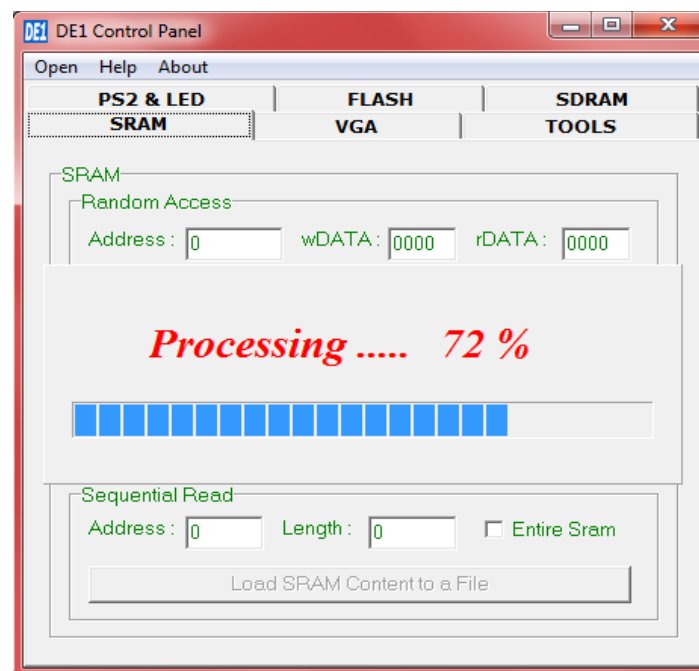 DE1 DE1 Control Panel
Open Help About
PS2 & LED FLASH SDRAM
SRAM VGA TOOLS
SRAM
Random Access
Address : 0 wDATA : 0000 rDATA : 0000
Processing ..... 72 %
Sequential Read
Address : 0 Length : 0 Entire Sram
Load SRAM Content to a File